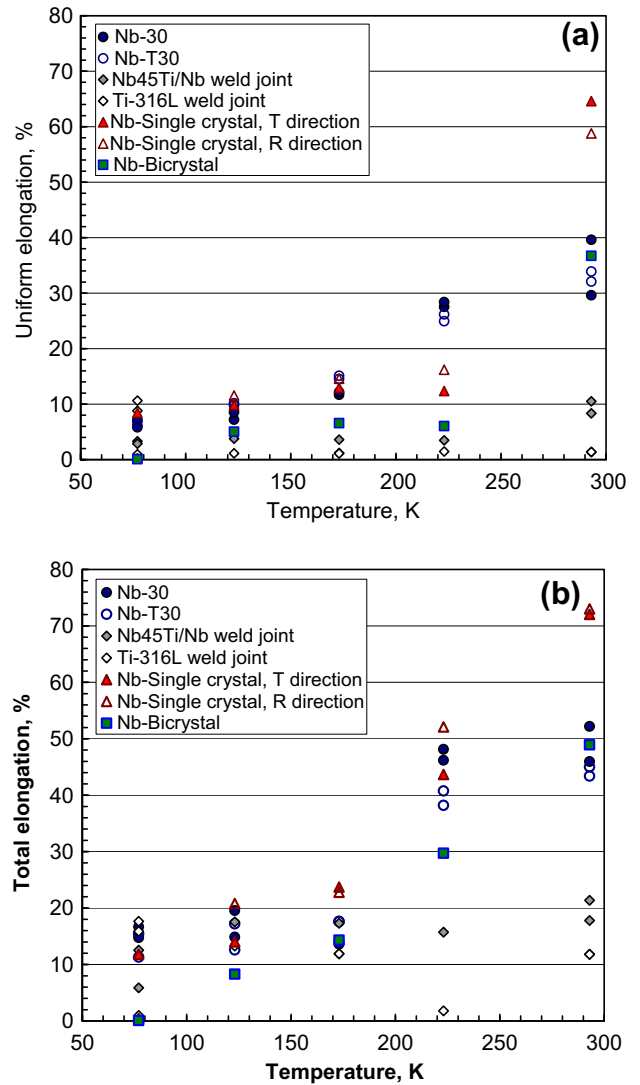 (a)
Nb-30
Nb-T30
Nb45Ti/Nb weld joint
Ti-316L weld joint
Nb-Single crystal, T direction
Nb-Single crystal, R direction
Nb-Bicrystal
80
70
60
50
40
30
20
10
0
Uniform elongation, %
50 100 150 200 250 300
Temperature, K
(b)
Nb-30
Nb-T30
Nb45Ti/Nb weld joint
Ti-316L weld joint
Nb-Single crystal, T direction
Nb-Single crystal, R direction
Nb-Bicrystal
80
70
60
50
40
30
20
10
0
Total elongation, %
50 100 150 200 250 300
Temperature, K